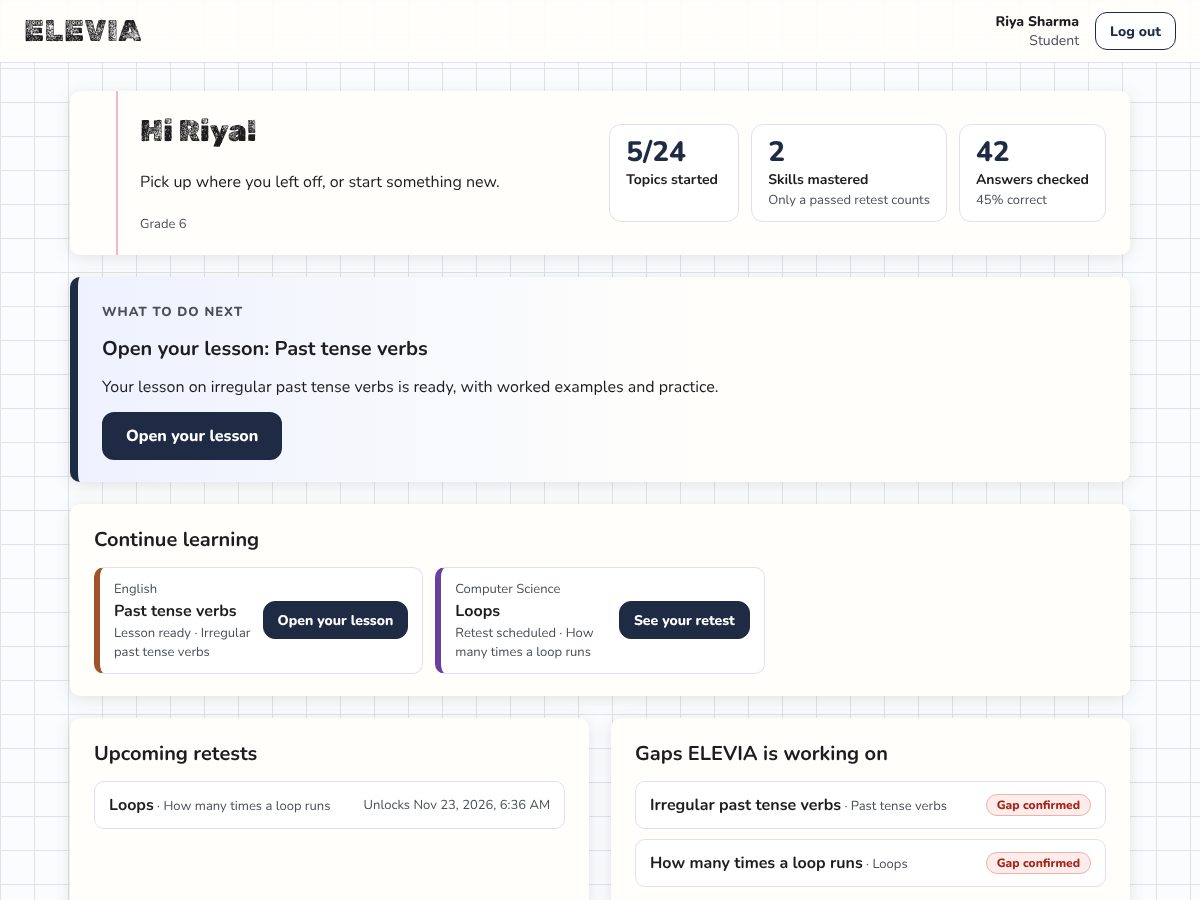 ELEVIA
Riya Sharma
Student
Log out
Hi Riya!
Pick up where you left off, or start something new.
Grade 6
5/24
Topics started
2
Skills mastered
Only a passed retest counts
42
Answers checked
45% correct
WHAT TO DO NEXT
Open your lesson: Past tense verbs
Your lesson on irregular past tense verbs is ready, with worked examples and practice.
Open your lesson
Continue learning
English
Past tense verbs
Lesson ready · Irregular
past tense verbs
Open your lesson
Computer Science
Loops
Retest scheduled · How
many times a loop runs
See your retest
Upcoming retests
Loops · How many times a loop runs
Unlocks Nov 23, 2026, 6:36 AM
Gaps ELEVIA is working on
Irregular past tense verbs · Past tense verbs
Gap confirmed
How many times a loop runs · Loops
Gap confirmed